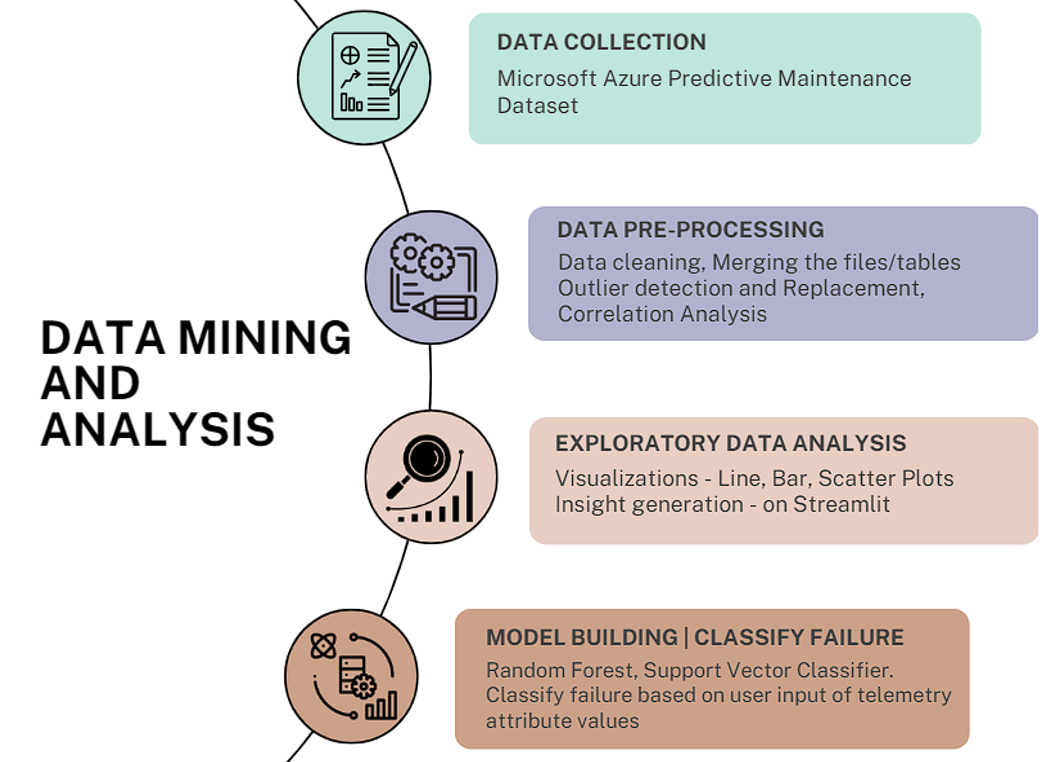 DATA COLLECTION
Microsoft Azure Predictive Maintenance
Dataset
DATA PRE-PROCESSING
Data cleaning, Merging the files/tables
Outlier detection and Replacement,
Correlation Analysis
DATA MINING
AND
ANALYSIS
EXPLORATORY DATA ANALYSIS
Visualizations - Line, Bar, Scatter Plots
Insight generation - on Streamlit
MODEL BUILDING | CLASSIFY FAILURE
Random Forest, Support Vector Classifier.
Classify failure based on user input of telemetry
attribute values